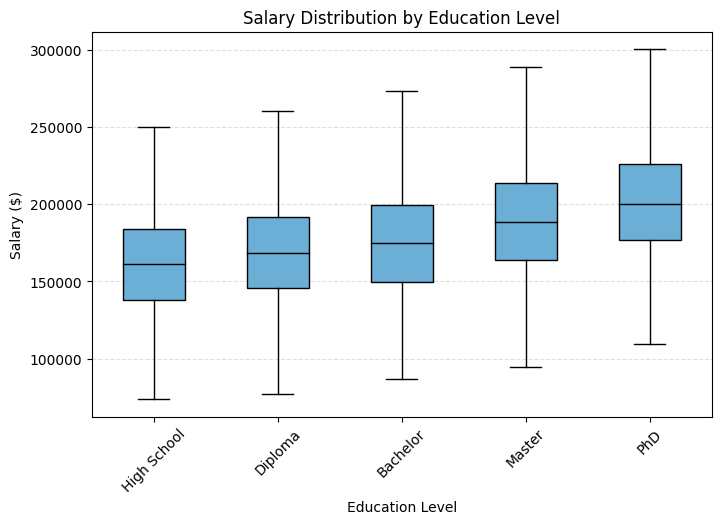 Salary Distribution by Education Level
300000
250000
200000
150000
100000
Salary ($)
High School
Diploma
Bachelor
Master
PhD
Education Level